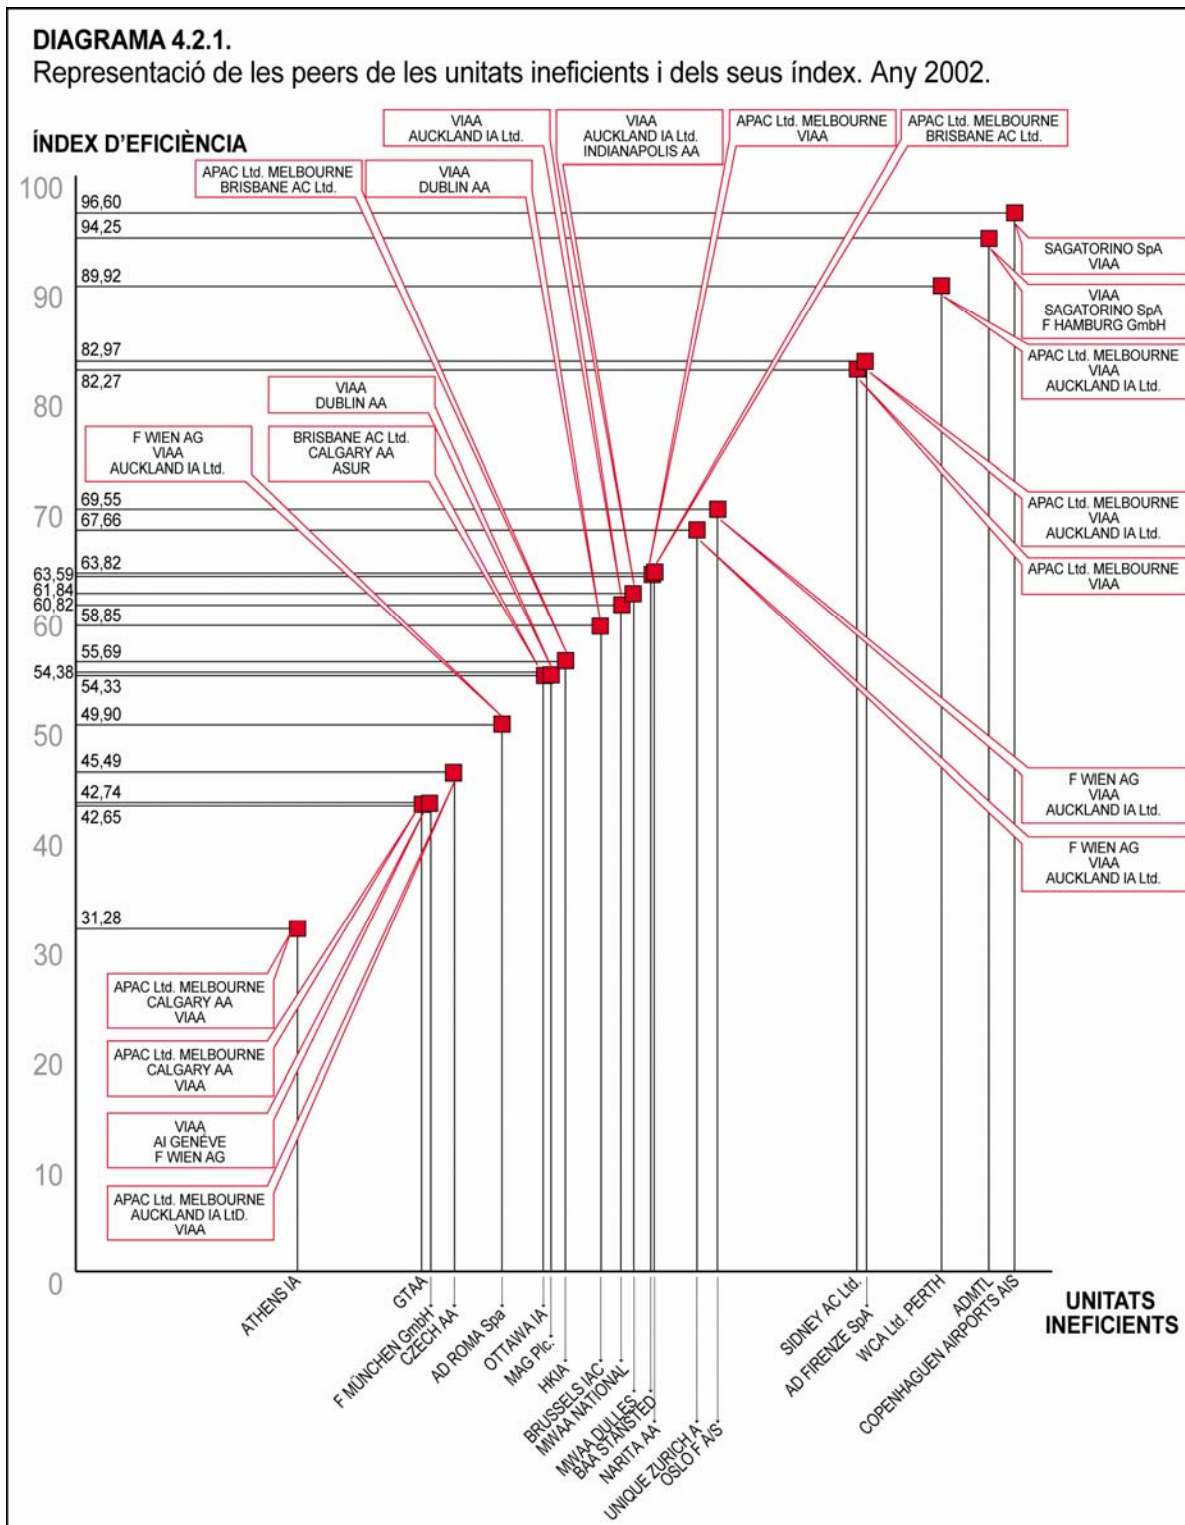 DIAGRAMA 4.2.1.
Representació de les peers de les unitats ineficients i dels seus índex. Any 2002.
ÍNDEX D'EFICIÈNCIA
VIAA
AUCKLAND IA Ltd.
VIAA
AUCKLAND IA Ltd.
INDIANAPOLIS AA
APAC Ltd. MELBOURNE
VIAA
APAC Ltd. MELBOURNE
BRISBANE AC Ltd.
APAC Ltd. MELBOURNE
BRISBANE AC Ltd.
VIAA
DUBLIN AA
VIAA
DUBLIN AA
F WIEN AG
VIAA
AUCKLAND IA Ltd.
BRISBANE AC Ltd.
CALGARY AA
ASUR
SAGATORINO SpA
VIAA
VIAA
SAGATORINO SpA
F HAMBURG GmbH
APAC Ltd. MELBOURNE
VIAA
AUCKLAND IA Ltd.
APAC Ltd. MELBOURNE
VIAA
AUCKLAND IA Ltd.
APAC Ltd. MELBOURNE
VIAA
F WIEN AG
VIAA
AUCKLAND IA Ltd.
F WIEN AG
VIAA
AUCKLAND IA Ltd.
APAC Ltd. MELBOURNE
CALGARY AA
VIAA
APAC Ltd. MELBOURNE
CALGARY AA
VIAA
VIAA
AI GENÈVE
F WIEN AG
APAC Ltd. MELBOURNE
AUCKLAND IA LtD.
VIAA
100
96,60
94,25
90
89,92
82,97
82,27
80
70
69,55
67,66
63,82
63,59
61,84
60,82
60
58,85
55,69
54,38
54,33
50
49,90
45,49
42,74
42,65
40
31,28
30
20
10
0
ATHENS IA
GTAA
F MÜNCHEN GmbH
CZECH AA
AD ROMA Spa
OTTAWA IA
MAG Plc.
HKIA
BRUSSELS IAC
MWAA NATIONAL
MWAA DULLES
BAA STANSTED
NARITA AA
UNIQUE ZURICH A
OSLO F A/S
SIDNEY AC Ltd.
AD FIRENZE SpA
WCA Ltd. PERTH
ADMTL
COPENHAGUEN AIRPORTS AIS
UNITATS
INEFICIENTS